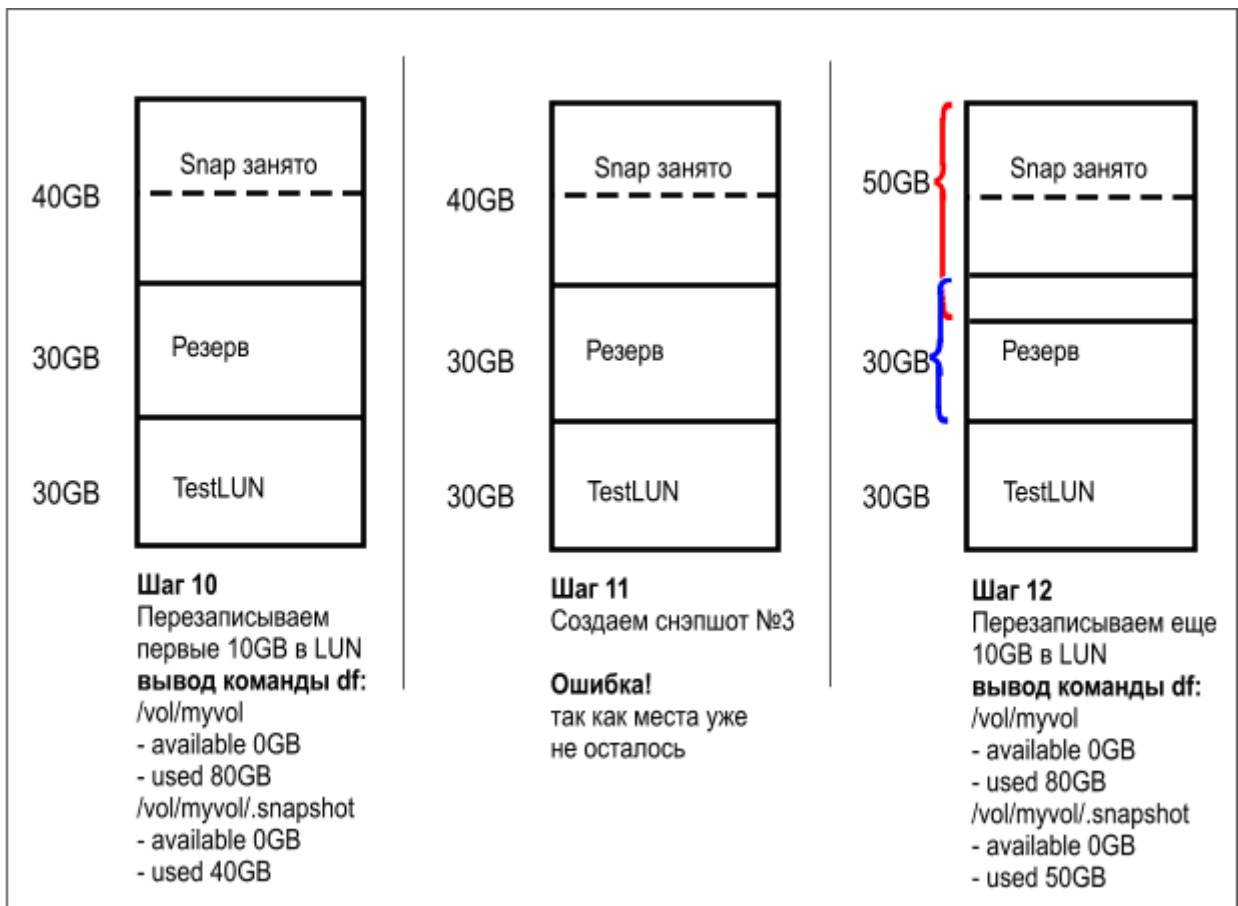 Snap занято
40GB
Резерв
30GB
TestLUN
30GB
Шаг 10
Перезаписываем
первые 10GB в LUN
вывод команды df:
/vol/myvol
- available 0GB
- used 80GB
/vol/myvol/.snapshot
- available 0GB
- used 40GB
Snap занято
40GB
Резерв
30GB
TestLUN
30GB
Шаг 11
Создаем снэпшот №3
Ошибка!
так как места уже
не осталось
Snap занято
50GB
Резерв
30GB
TestLUN
30GB
Шаг 12
Перезаписываем еще
10GB в LUN
вывод команды df:
/vol/myvol
- available 0GB
- used 80GB
/vol/myvol/.snapshot
- available 0GB
- used 50GB